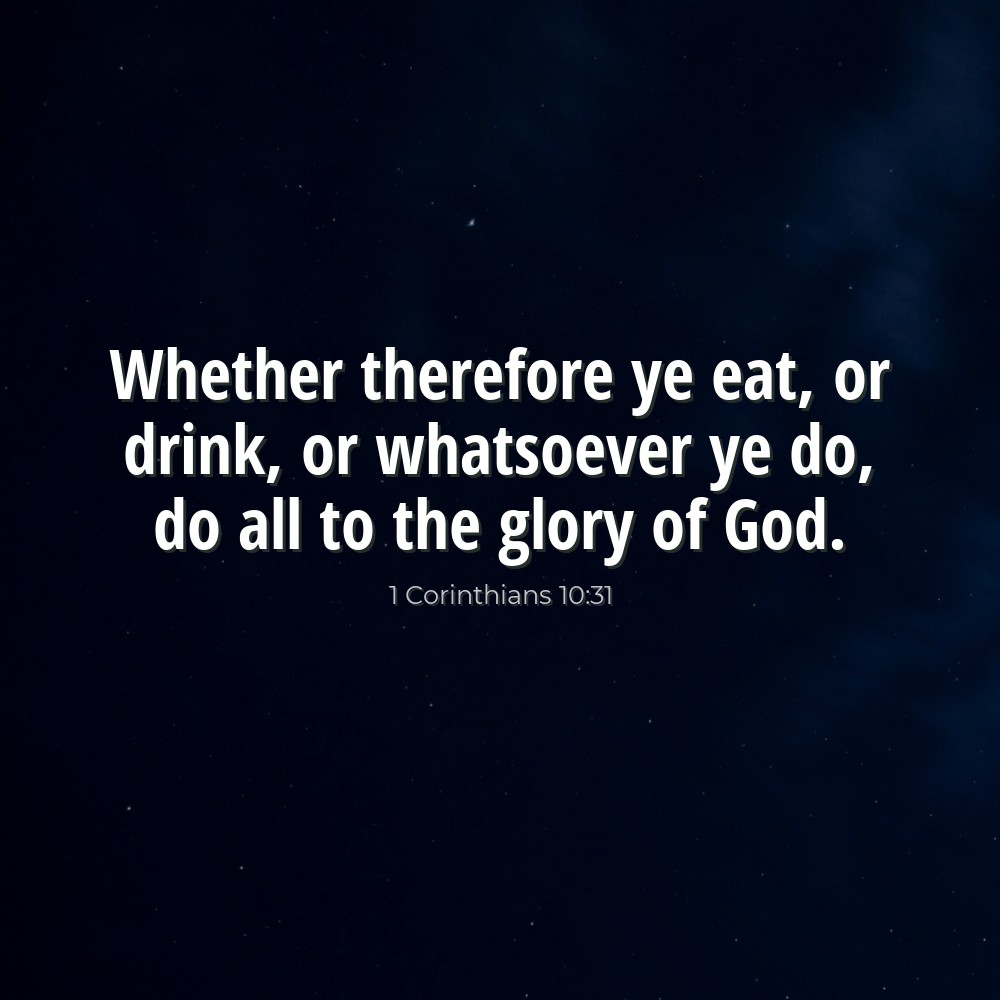 Whether therefore ye eat, or
drink, or whatsoever ye do,
do all to the glory of God.
1 Corinthians 10:31